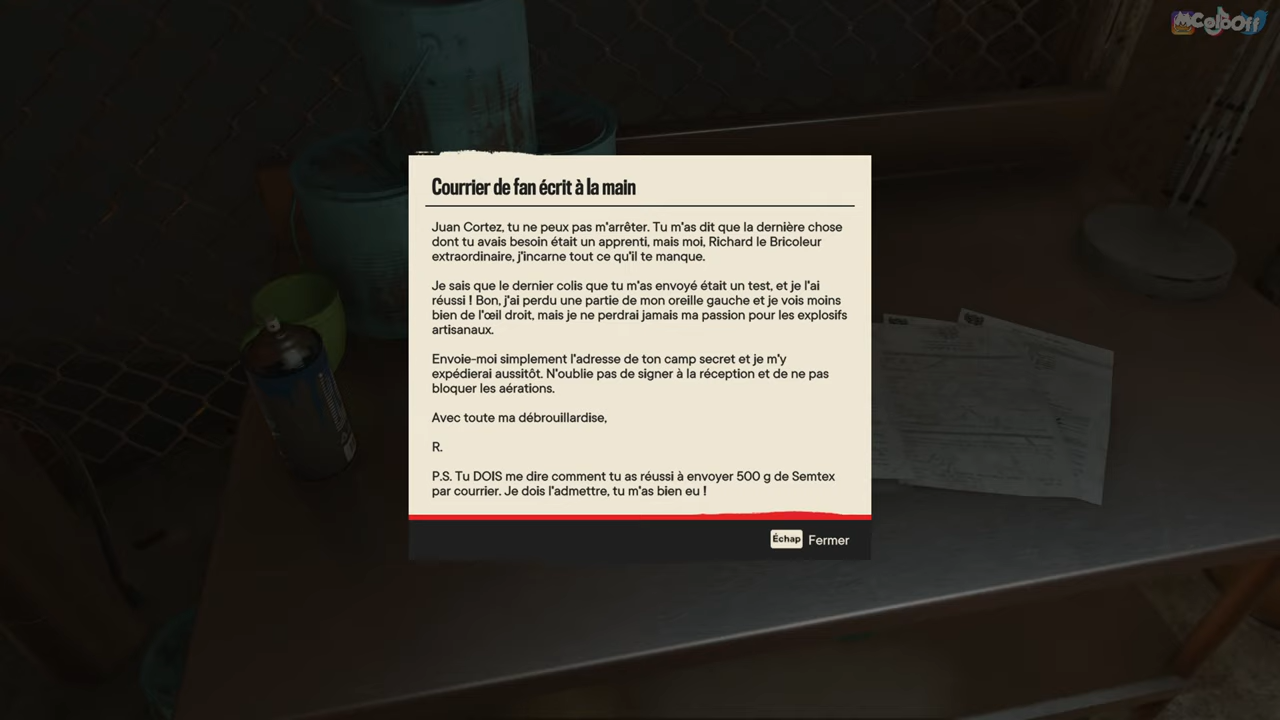 MCelooff
Courrier de fan écrit à la main
Juan Cortez, tu ne peux pas m'arrêter. Tu m'as dit que la dernière chose
dont tu avais besoin était un apprenti, mais moi, Richard le Bricoleur
extraordinaire, j'incarne tout ce qu'il te manque.
Je sais que le dernier colis que tu m'as envoyé était un test, et je l'ai
réussi ! Bon, j'ai perdu une partie de mon oreille gauche et je vois moins
bien de l'œil droit, mais je ne perdrai jamais ma passion pour les explosifs
artisanaux.
Envoie-moi simplement l'adresse de ton camp secret et je m'y
expédierai aussitôt. N'oublie pas de signer à la réception et de ne pas
bloquer les aérations.
Avec toute ma débrouillardise,
R.
P.S. Tu DOIS me dire comment tu as réussi à envoyer 500 g de Semtex
par courrier. Je dois l'admettre, tu m'as bien eu !
Échap Fermer